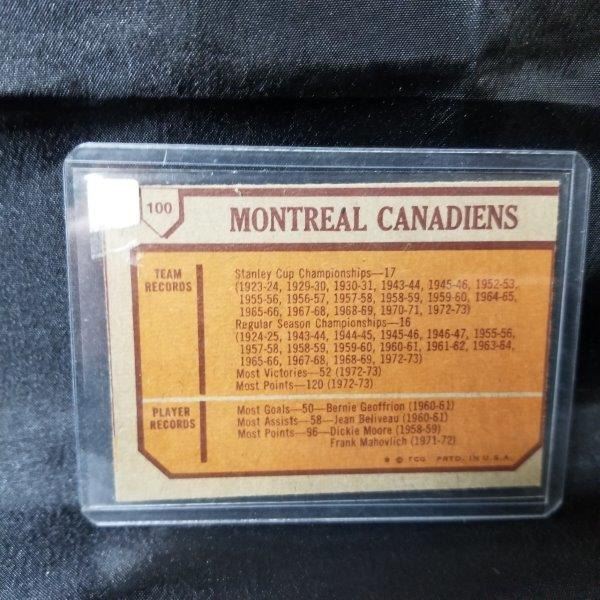 100
MONTREAL CANADIENS
TEAM RECORDS
Stanley Cup Championships—17
(1923-24, 1929-30, 1930-31, 1943-44, 1945-46, 1952-53,
1955-56, 1956-57, 1957-58, 1958-59, 1959-60, 1964-65,
1965-66, 1967-68, 1968-69, 1970-71, 1972-73)
Regular Season Championships—16
(1924-25, 1943-44, 1944-45, 1945-46, 1946-47, 1955-56,
1957-58, 1958-59, 1959-60, 1960-61, 1961-62, 1963-64,
1965-66, 1967-68, 1968-69, 1972-73)
Most Victories—52 (1972-73)
Most Points—120 (1972-73)
PLAYER RECORDS
Most Goals—50—Bernie Geoffrion (1960-61)
Most Assists—58—Jean Beliveau (1960-61)
Most Points—96—Dickie Moore (1958-59)
Frank Mahovlich (1971-72)
* © TCG PRTD. IN U.S.A.